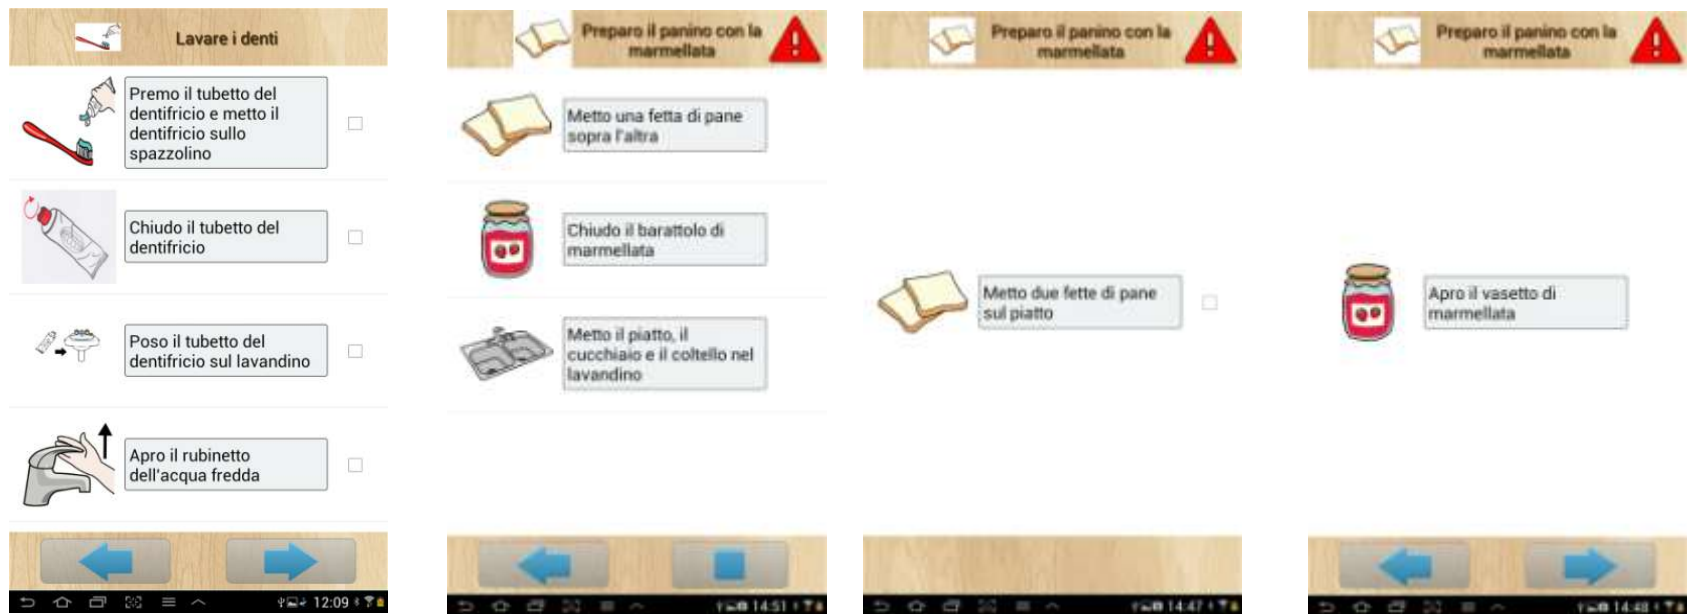 Lavare i denti
Premo il tubetto del
dentifricio e metto il
dentifricio sullo
spazzolino
Chiudo il tubetto del
dentifricio
Poso il tubetto del
dentifricio sul lavandino
Apro il rubinetto
dell'acqua fredda
12:09
Preparo il panino con la
marmellata
Metto una fetta di pane
sopra l'altra
Chiudo il barattolo di
marmellata
Metto il piatto, il
cucchiaio e il coltello nel
lavandino
14:51
Preparo il panino con la
marmellata
Metto due fette di pane
sul piatto
14:47
Preparo il panino con la
marmellata
Apro il vasetto di
marmellata
14:48